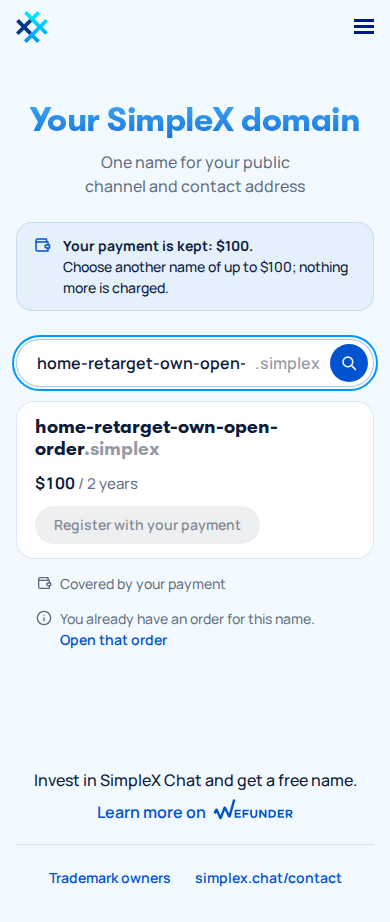 Your SimpleX domain
One name for your public
channel and contact address
Your payment is kept: $100.
Choose another name of up to $100; nothing
more is charged.
home-retarget-own-open- .simplex
home-retarget-own-open-
order.simplex
$100 / 2 years
Register with your payment
Covered by your payment
You already have an order for this name.
Open that order
Invest in SimpleX Chat and get a free name.
Learn more on WEFUNDER
Trademark owners simplex.chat/contact